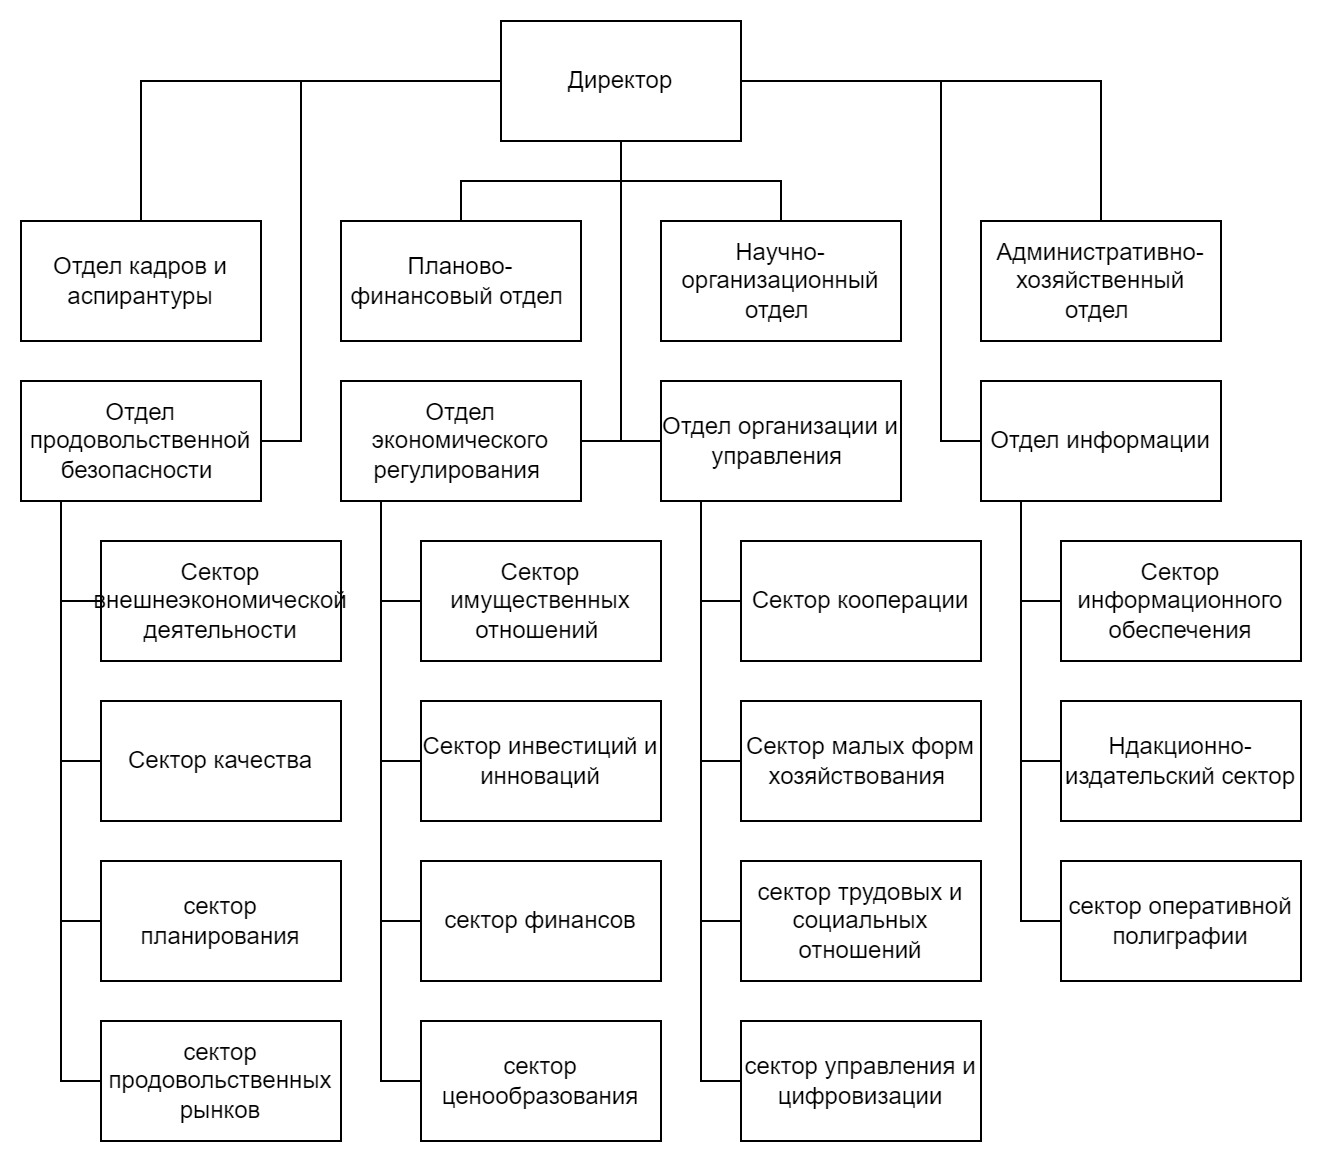 Директор
Отдел кадров и
аспирантуры
Планово-
финансовый отдел
Научно-
организационный
отдел
Административно-
хозяйственный
отдел
Отдел
продовольственной
безопасности
Отдел
экономического
регулирования
Отдел организации и
управления
Отдел информации
Сектор
внешнеэкономической
деятельности
Сектор
имущественных
отношений
Сектор кооперации
Сектор
информационного
обеспечения
Сектор качества
Сектор инвестиций и
инноваций
Сектор малых форм
хозяйствования
Ндакционно-
издательский сектор
сектор
планирования
сектор финансов
сектор трудовых и
социальных
отношений
сектор оперативной
полиграфии
сектор
продовольственных
рынков
сектор
ценообразования
сектор управления и
цифровизации